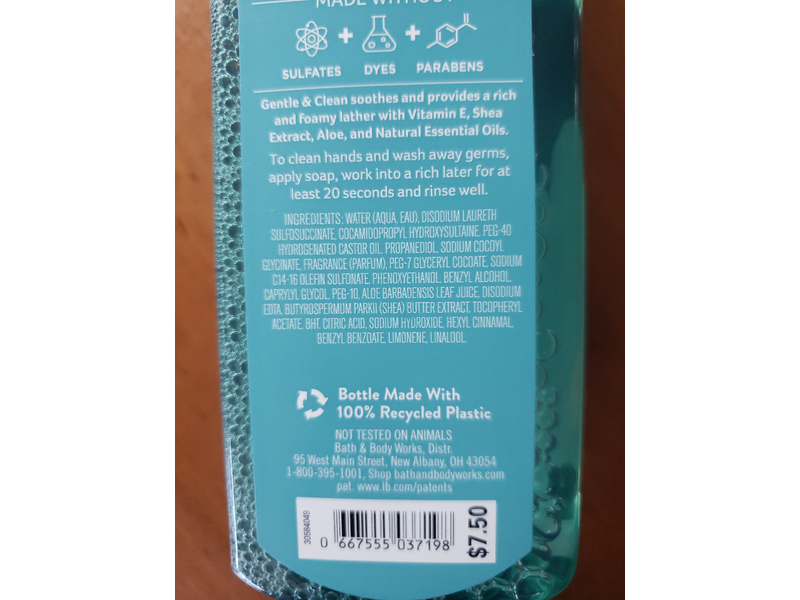 MADE WITHOUT
SULFATES DYES PARABENS
Gentle & Clean soothes and provides a rich
and foamy lather with Vitamin E, Shea
Extract, Aloe, and Natural Essential Oils.
To clean hands and wash away germs,
apply soap, work into a rich later for at
least 20 seconds and rinse well.
INGREDIENTS: WATER (AQUA, EAU), DISODIUM LAURETH
SULFOSUCCINATE, COCAMIDOPROPYL HYDROXYSULTAINE, PEG-40
HYDROGENATED CASTOR OIL, PROPANEDIOL, SODIUM COCOYL
GLYCINATE, FRAGRANCE (PARFUM), PEG-7 GLYCERYL COCOATE, SODIUM
C14-16 OLEFIN SULFONATE, PHENOXYETHANOL, BENZYL ALCOHOL,
CAPRYLYL GLYCOL, PEG-10, ALOE BARBADENSIS LEAF JUICE, DISODIUM
EDTA, BUTYROSPERMUM PARKII (SHEA) BUTTER EXTRACT, TOCOPHERYL
ACETATE, BHT, CITRIC ACID, SODIUM HYDROXIDE, HEXYL CINNAMAL,
BENZYL BENZOATE, LIMONENE, LINALOOL.
Bottle Made With
100% Recycled Plastic
NOT TESTED ON ANIMALS
Bath & Body Works, Distr.
95 West Main Street, New Albany, OH 43054
1-800-395-1001, Shop bathandbodyworks.com
pat. www.lb.com/patents
30584049
0 667555 037198
$7.50